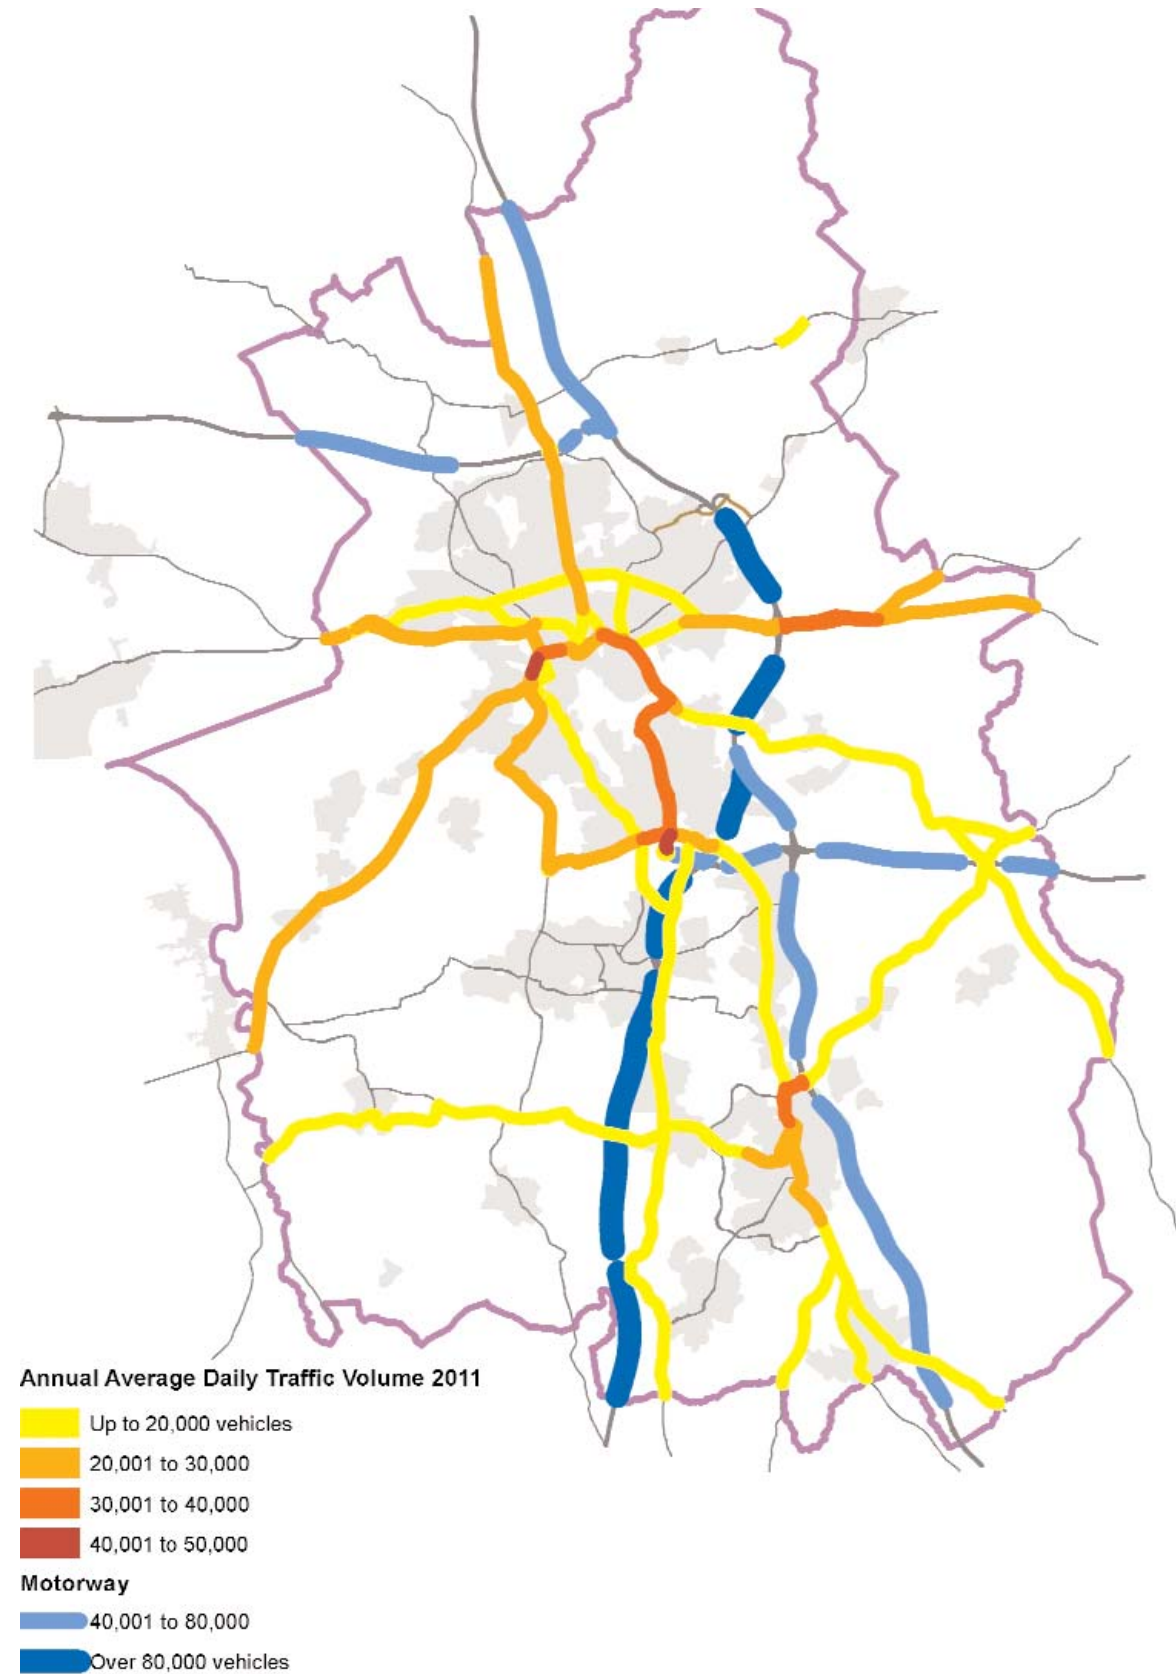 Annual Average Daily Traffic Volume 2011
Up to 20,000 vehicles
20,001 to 30,000
30,001 to 40,000
40,001 to 50,000
Motorway
40,001 to 80,000
Over 80,000 vehicles